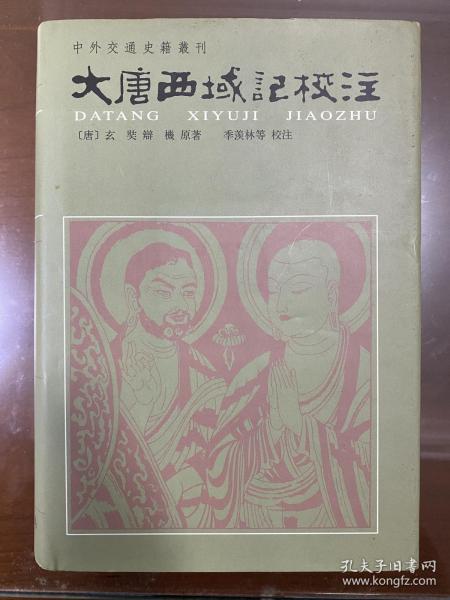 中外交通史籍叢刊
大唐西域記校注
DATANG XIYUJI JIAOZHU
〔唐〕玄奘辯機原著 季羡林等校注
孔夫子旧书网
www.kongfz.com